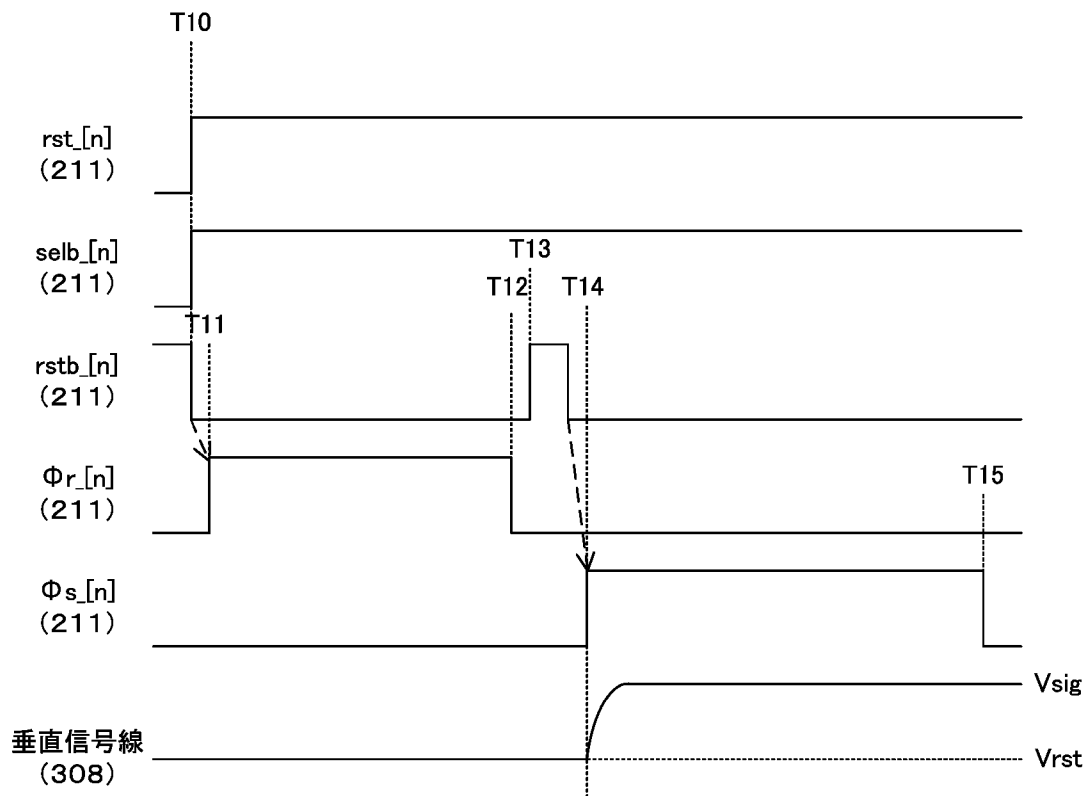 T10
rst_[n]
(211)
selb_[n]
(211)
T13
T12
T14
T11
rstb_[n]
(211)
Φr_[n]
(211)
T15
Φs_[n]
(211)
Vsig
垂直信号線
(308)
Vrst